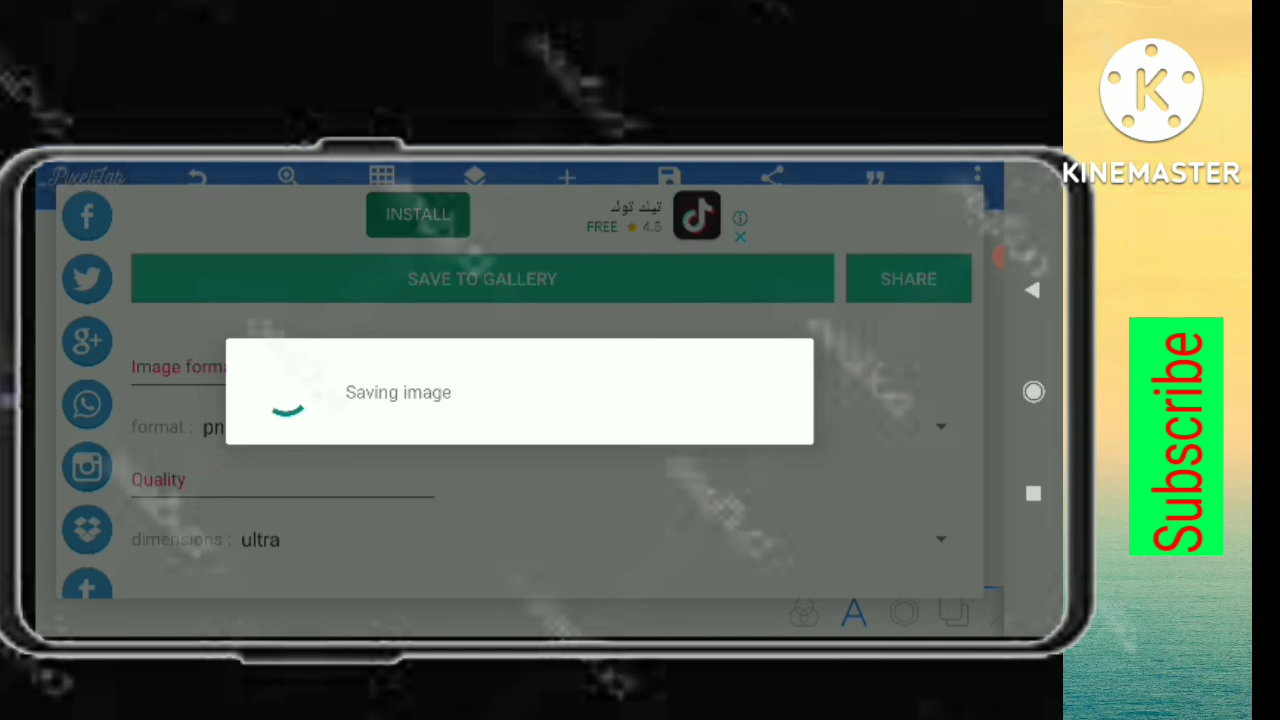 PixelLab
INSTALL
تيك توك
FREE ★ 4.5
SAVE TO GALLERY
SHARE
Image form
Saving image
format : pn
Quality
dimensions : ultra
K
KINEMASTER
Subscribe